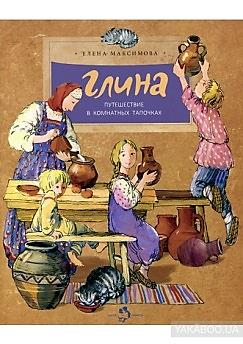 ЕЛЕНА МАКСИМОВА
ГЛИНА
ПУТЕШЕСТВИЕ
В КОМНАТНЫХ ТАПОЧКАХ
YAKABOO.UA